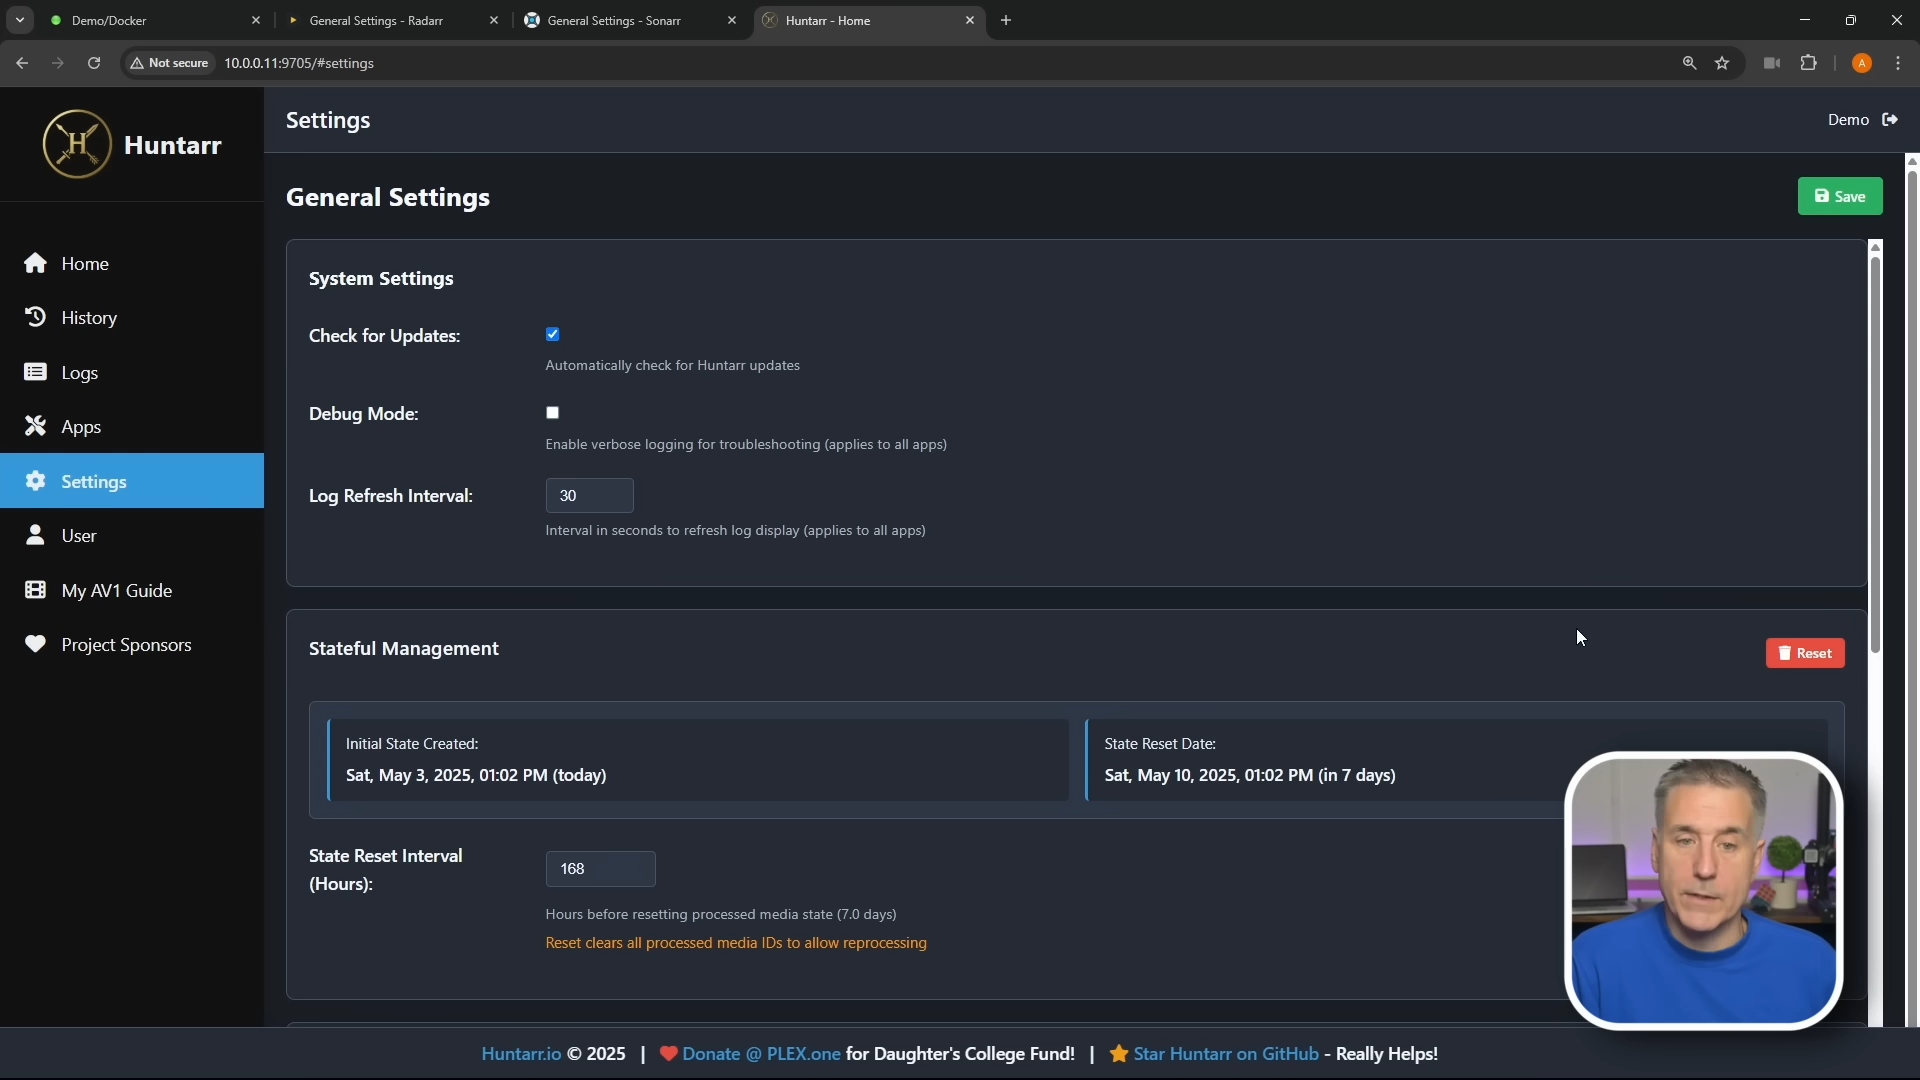 Demo/Docker
General Settings - Radarr
General Settings - Sonarr
Huntarr - Home
Not secure
10.0.0.11:9705/#settings
A
H
Huntarr
Settings
Demo
Home
History
Logs
Apps
Settings
User
My AV1 Guide
Project Sponsors
General Settings
Save
System Settings
Check for Updates:
Automatically check for Huntarr updates
Debug Mode:
Enable verbose logging for troubleshooting (applies to all apps)
Log Refresh Interval:
30
Interval in seconds to refresh log display (applies to all apps)
Stateful Management
Reset
Initial State Created:
Sat, May 3, 2025, 01:02 PM (today)
State Reset Date:
Sat, May 10, 2025, 01:02 PM (in 7 days)
State Reset Interval
(Hours):
168
Hours before resetting processed media state (7.0 days)
Reset clears all processed media IDs to allow reprocessing
Huntarr.io © 2025 | Donate @ PLEX.one for Daughter's College Fund! | Star Huntarr on GitHub - Really Helps!